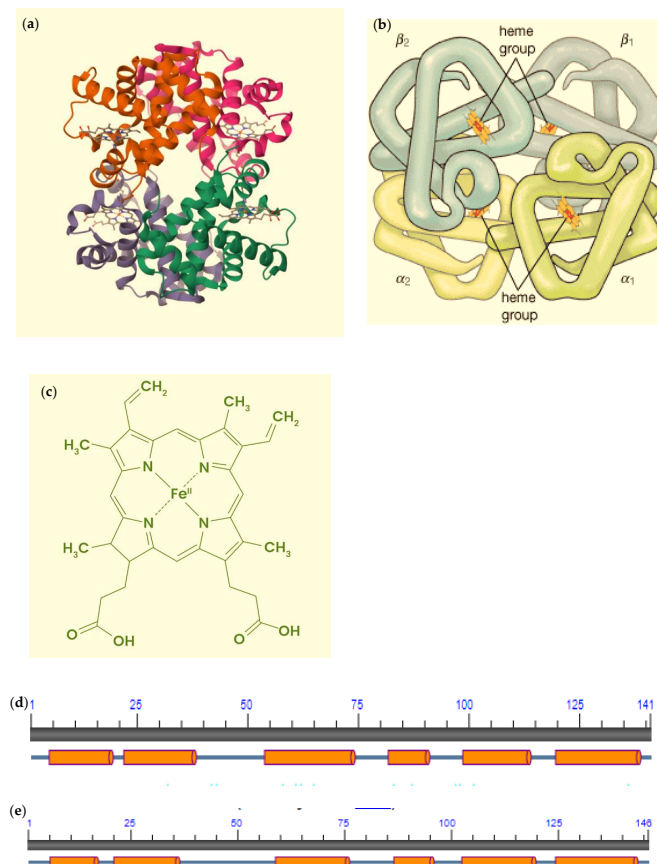 (a)
(b)
β2
heme
group
β1
α2
heme
group
α1
(c)
CH2
CH3
CH2
H3C
N
N
FeII
N
N
H3C
CH3
O
OH
O
OH
(d)
1 25 50 75 100 125 141
(e)
1 25 50 75 100 125 146